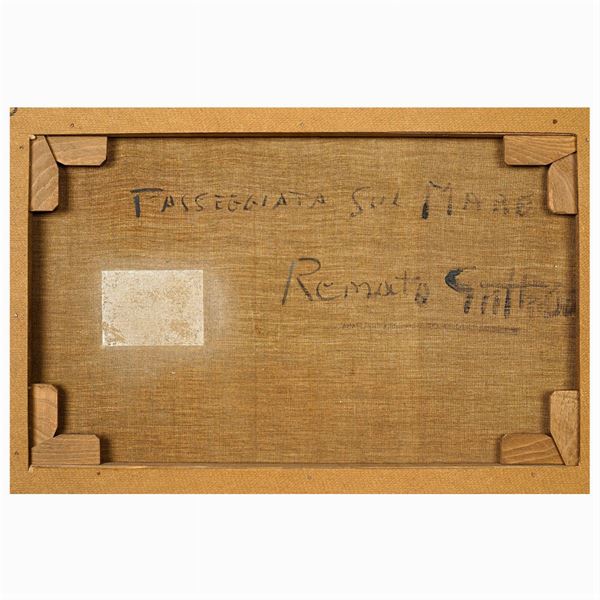 PASSEGGIATA SUL MARE
Renato Guttuso